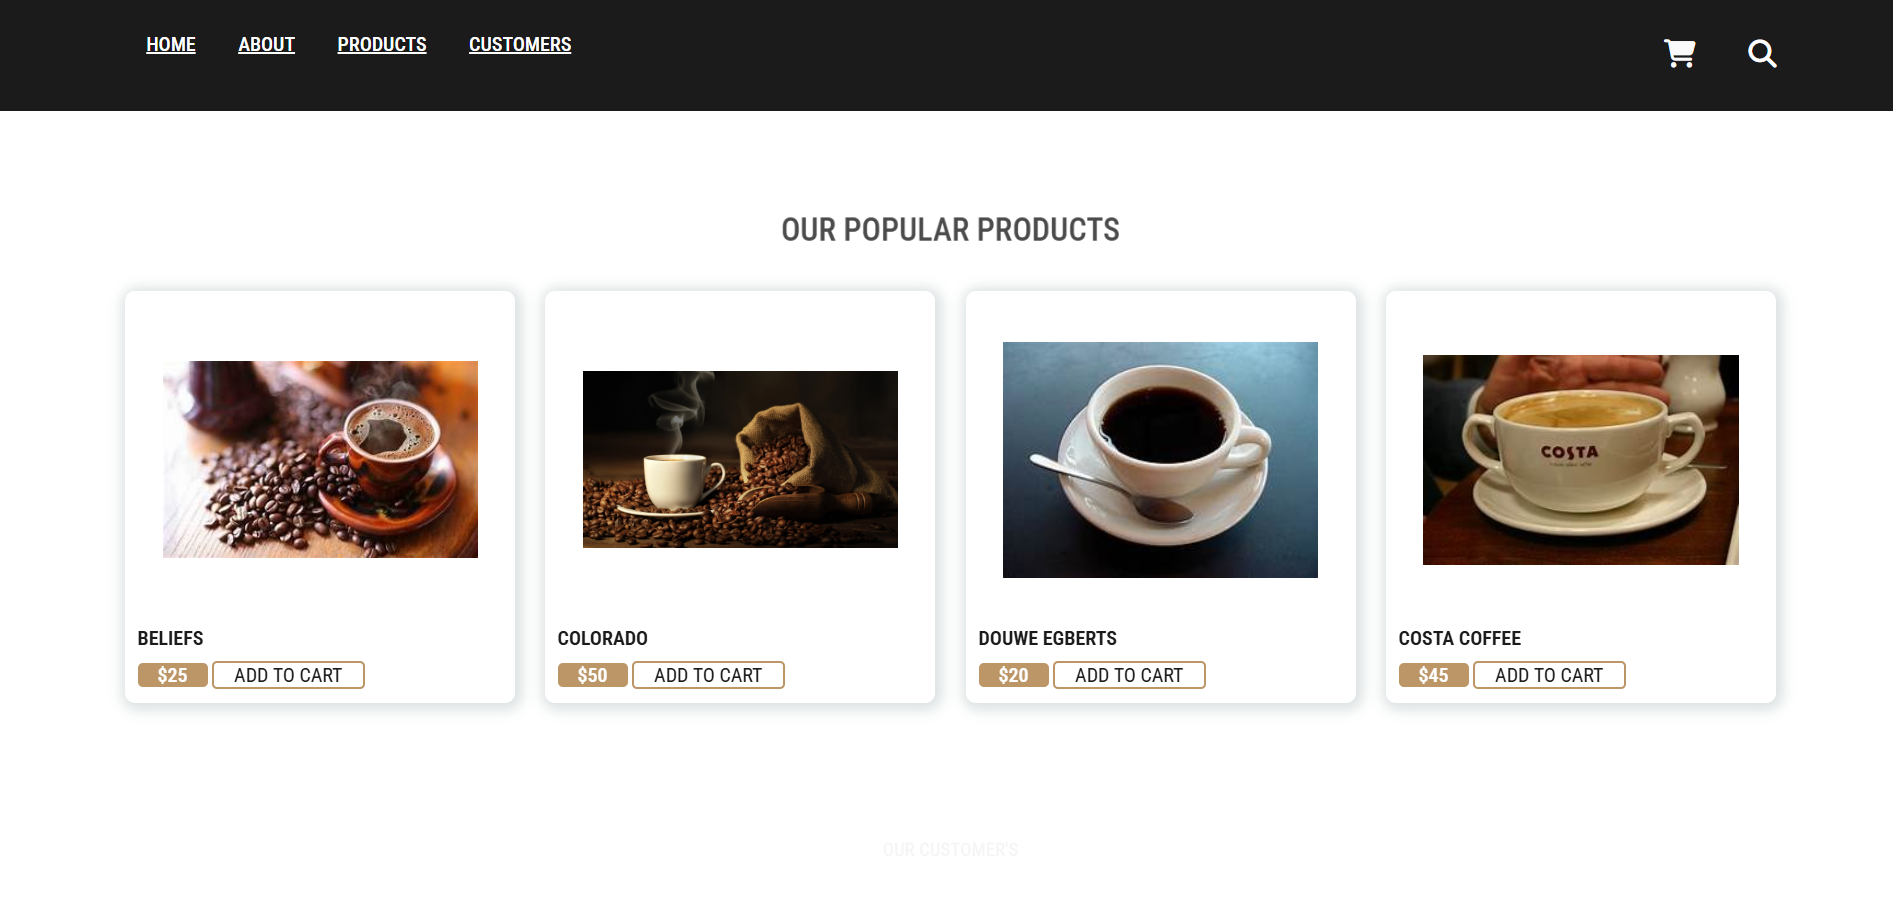 HOME ABOUT PRODUCTS CUSTOMERS
OUR POPULAR PRODUCTS
COSTA
BELIEFS
$25 ADD TO CART
COLORADO
$50 ADD TO CART
DOUWE EGBERTS
$20 ADD TO CART
COSTA COFFEE
$45 ADD TO CART
OUR CUSTOMER'S